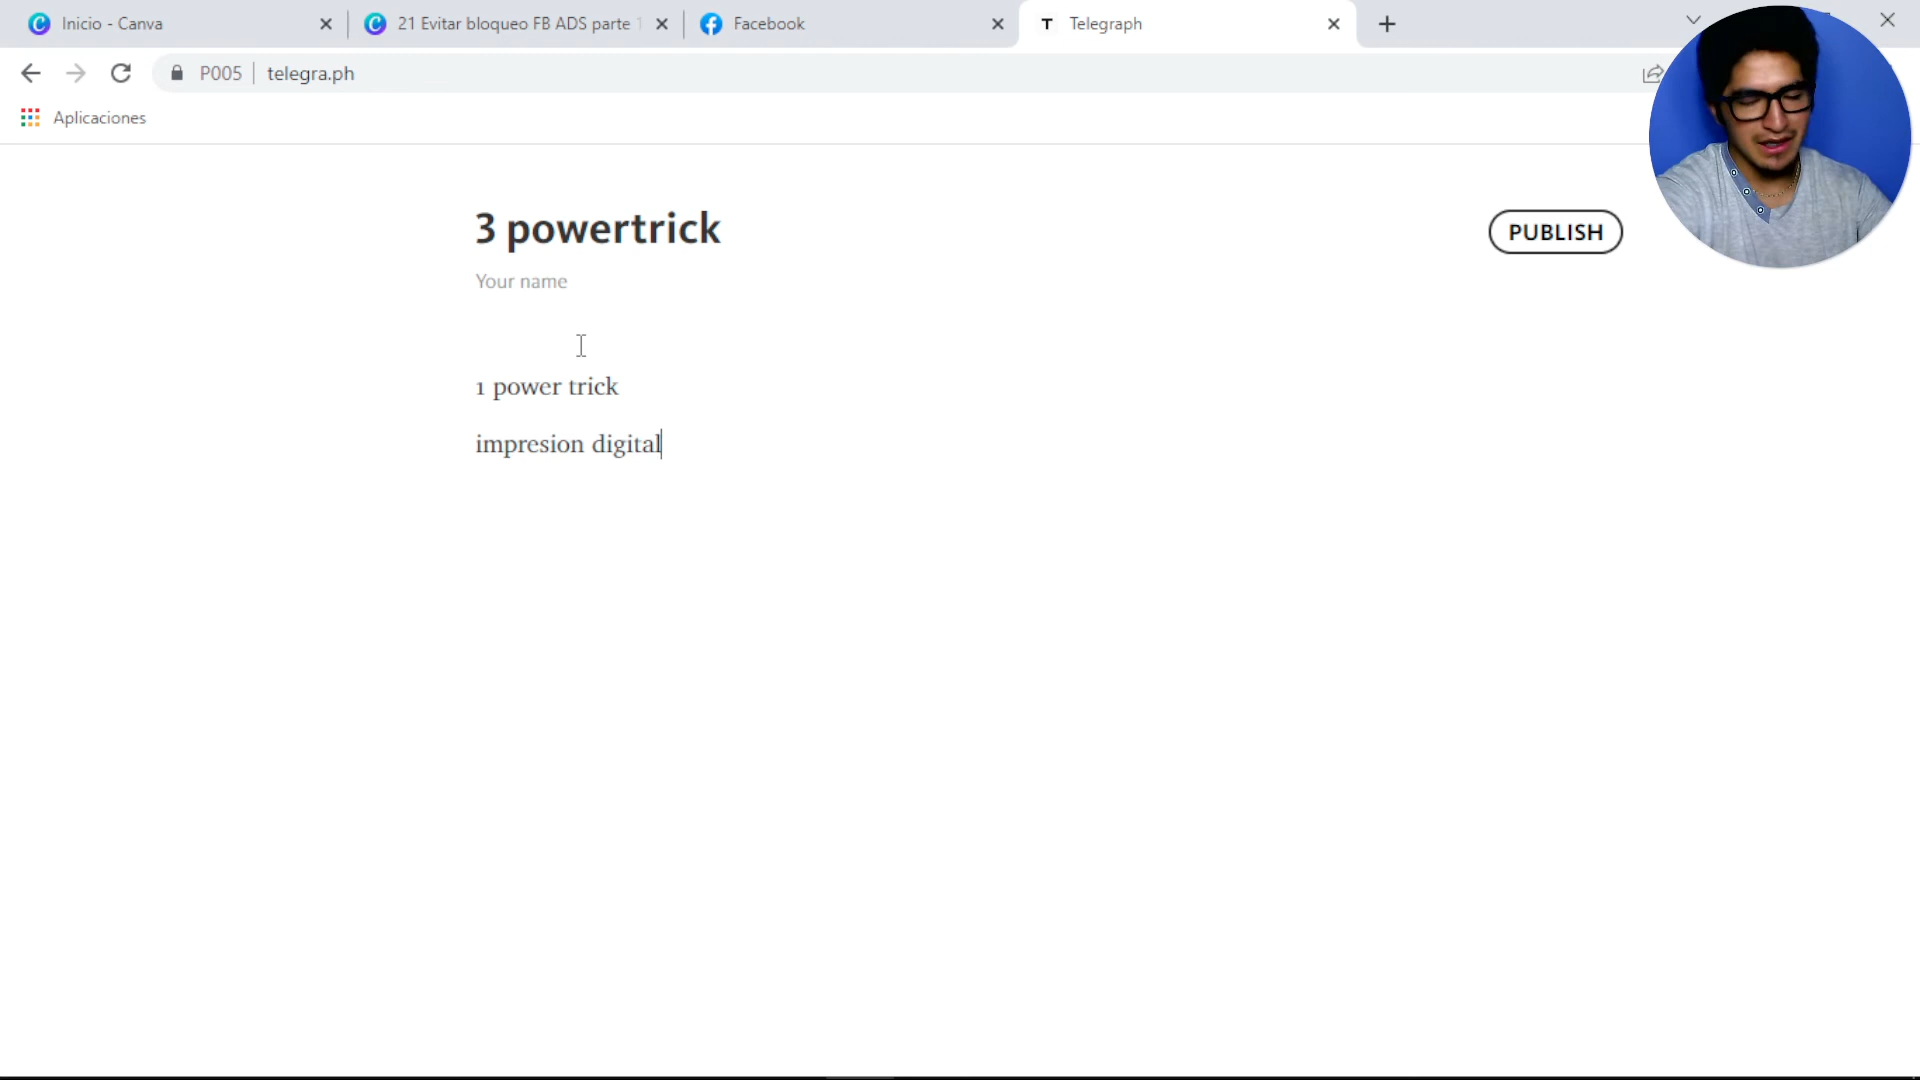 Inicio - Canva
21 Evitar bloqueo FB ADS parte 1
Facebook
T Telegraph
P005 telegra.ph
Aplicaciones
3 powertrick
PUBLISH
Your name
1 power trick
impresion digital